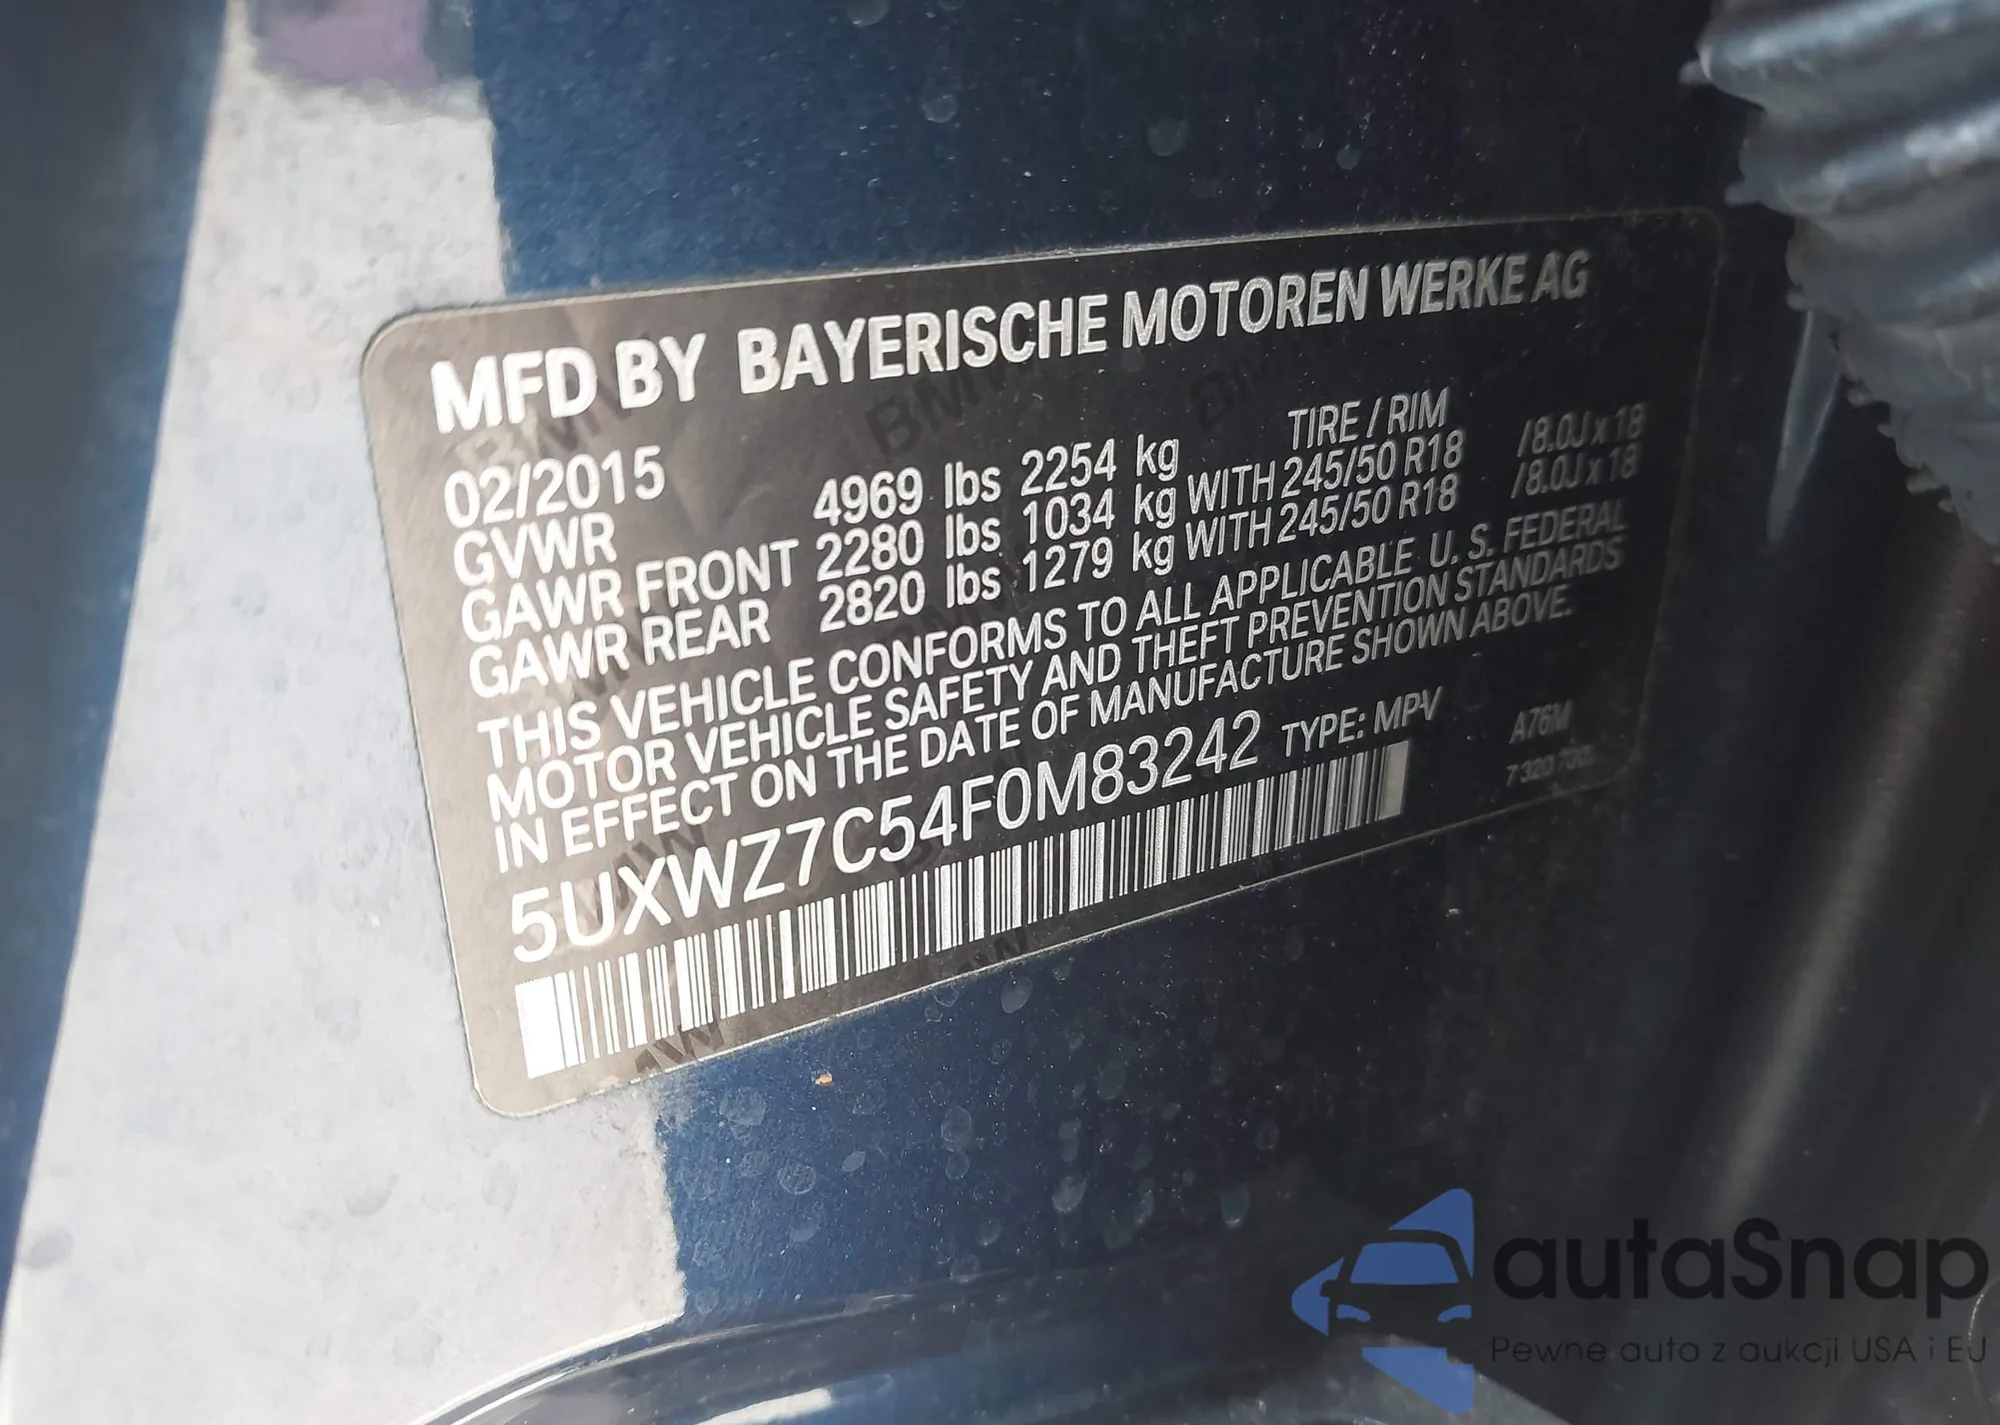 MFD BY BAYERISCHE MOTOREN WERKE AG
02/2015
TIRE / RIM
GVWR 4969 lbs 2254 kg
GAWR FRONT 2280 lbs 1034 kg WITH 245/50 R18 /8.0J x 18
GAWR REAR 2820 lbs 1279 kg WITH 245/50 R18 /8.0J x 18
THIS VEHICLE CONFORMS TO ALL APPLICABLE U. S. FEDERAL
MOTOR VEHICLE SAFETY AND THEFT PREVENTION STANDARDS
IN EFFECT ON THE DATE OF MANUFACTURE SHOWN ABOVE.
5UXWZ7C54F0M83242 TYPE: MPV
A76M
autaSnap
Pewne auta z aukcji USA i EU